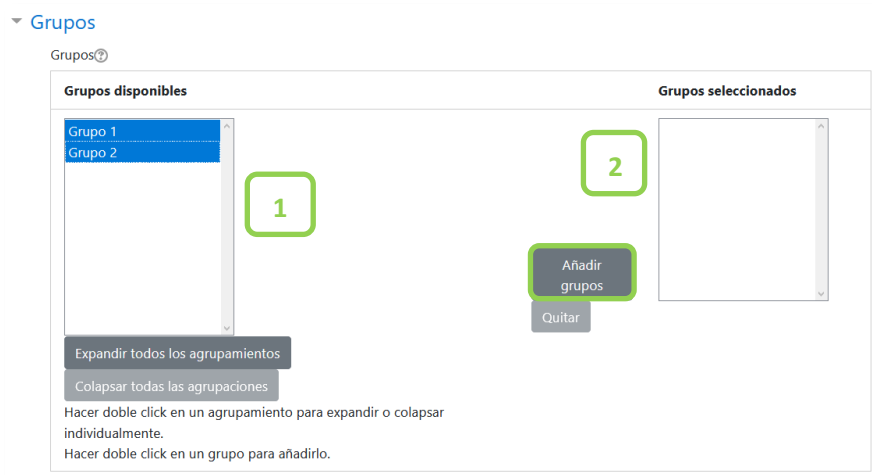 Grupos
Grupos
Grupos disponibles
Grupos seleccionados
Grupo 1
Grupo 2
1
2
Añadir
grupos
Quitar
Expandir todos los agrupamientos
Colapsar todas las agrupaciones
Hacer doble click en un agrupamiento para expandir o colapsar
individualmente.
Hacer doble click en un grupo para añadirlo.